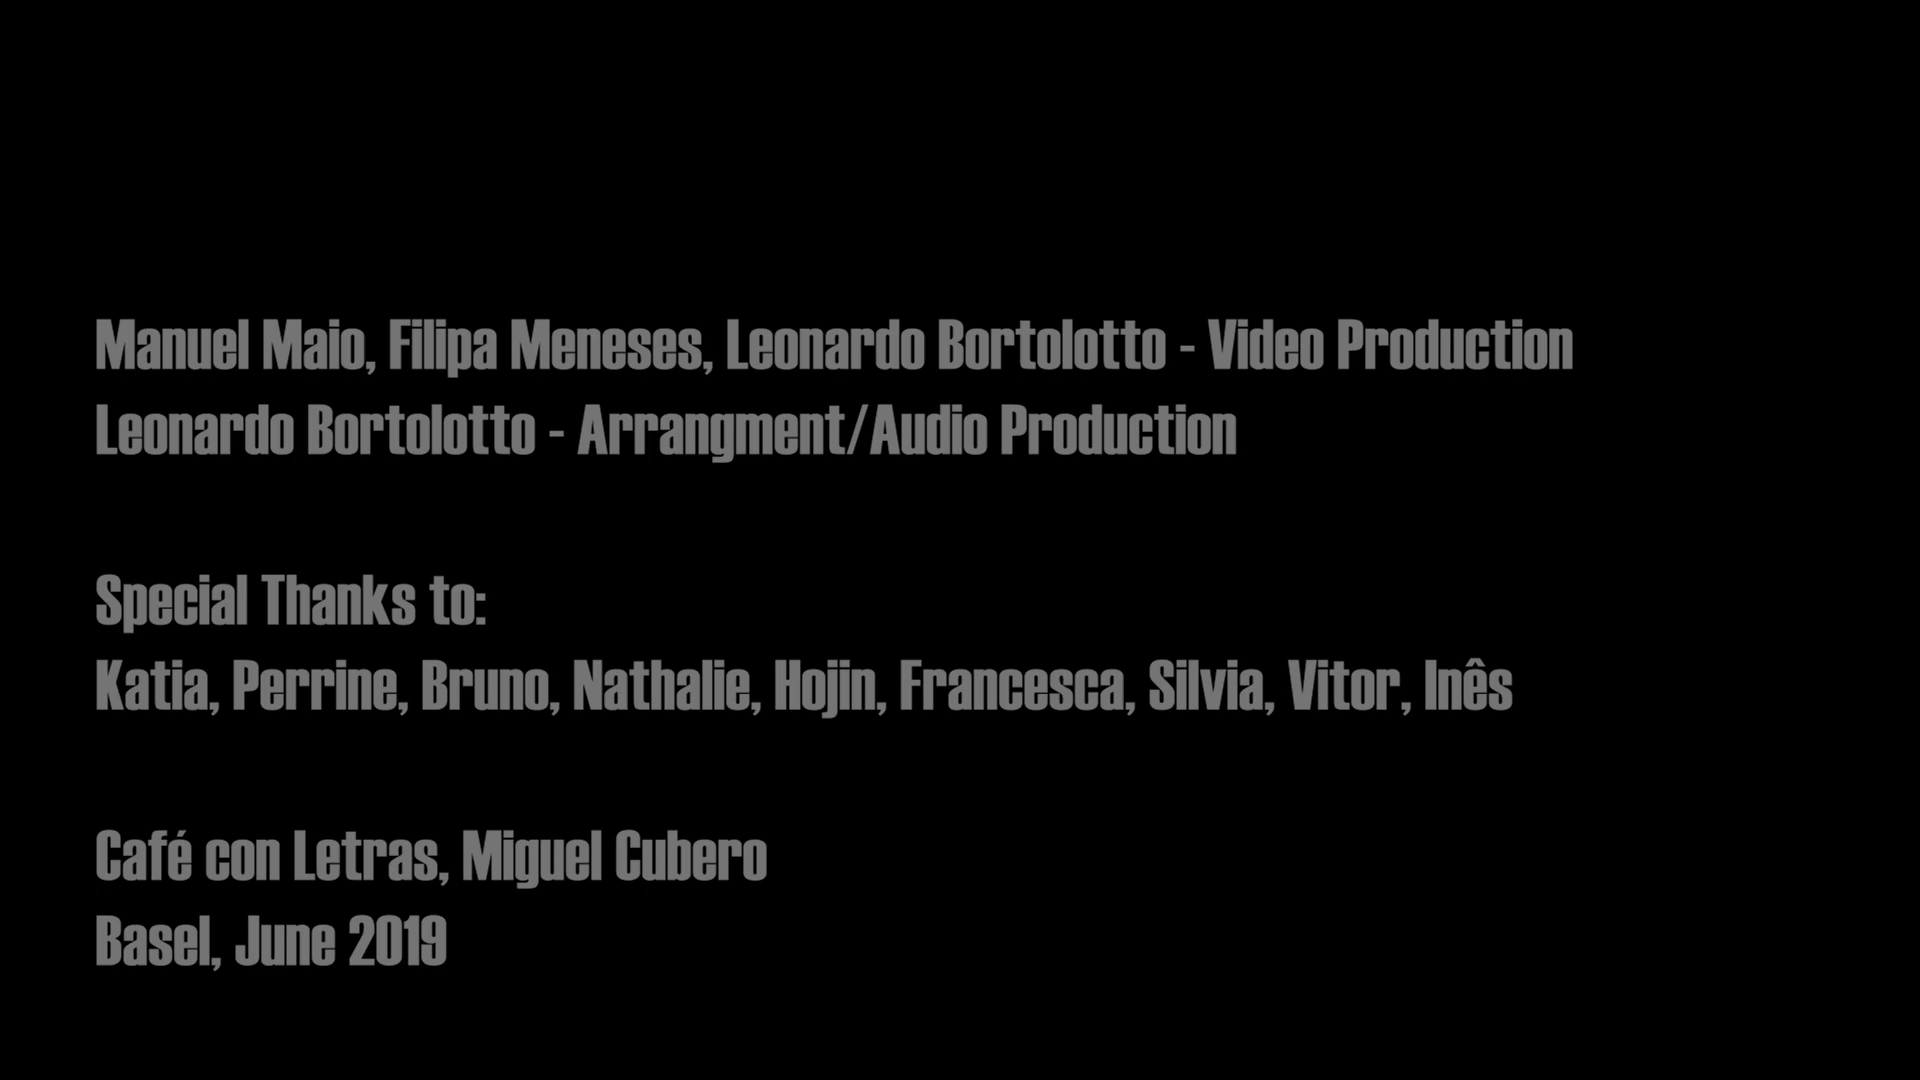 Manuel Maio, Filipa Meneses, Leonardo Bortolotto - Video Production
Leonardo Bortolotto - Arrangment/Audio Production
Special Thanks to:
Katia, Perrine, Bruno, Nathalie, Hojin, Francesca, Silvia, Vitor, Inês
Café con Letras, Miguel Cubero
Basel, June 2019